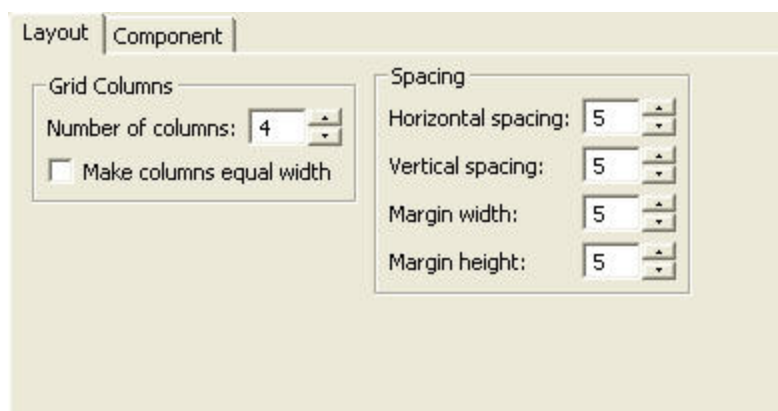 Layout Component
Grid Columns
Number of columns: 4
Make columns equal width
Spacing
Horizontal spacing: 5
Vertical spacing: 5
Margin width: 5
Margin height: 5